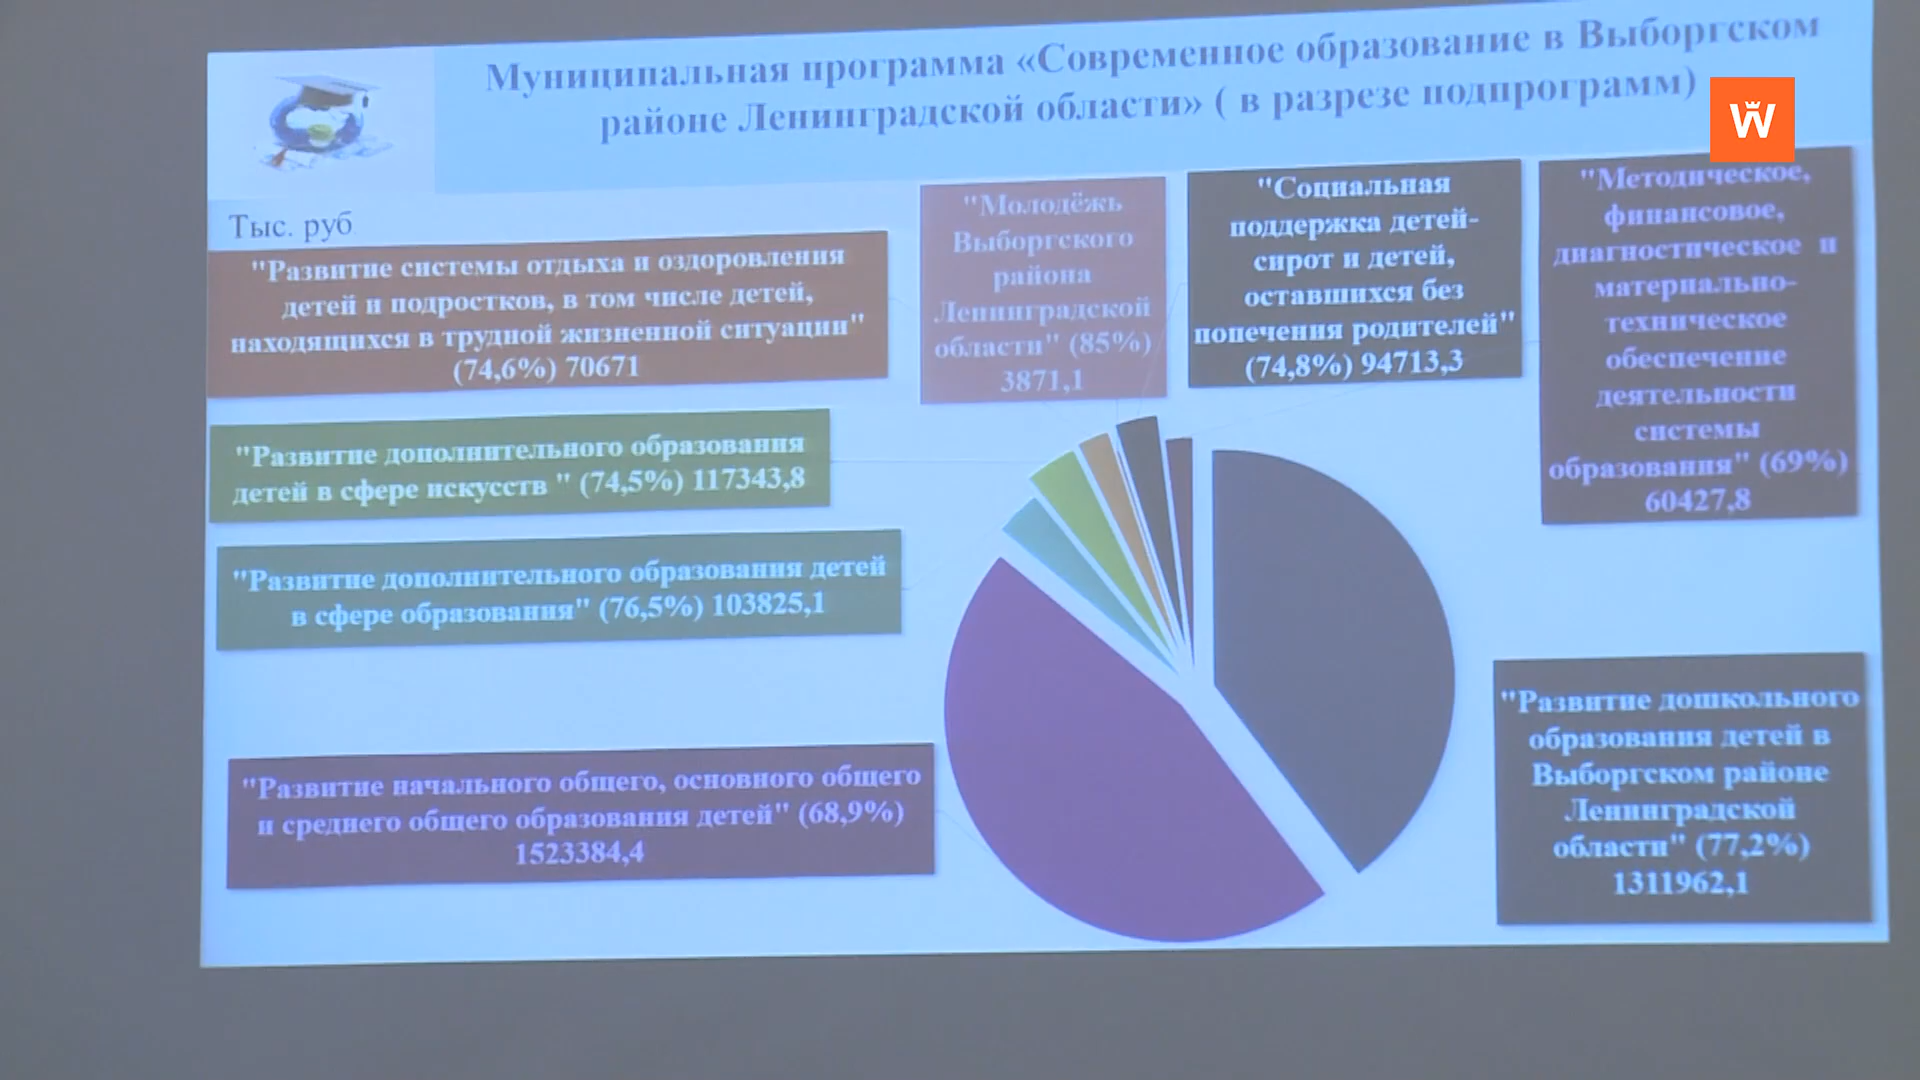 Муниципальная программа «Современное образование в Выборгском
районе Ленинградской области» ( в разрезе подпрограмм)
W
Тыс. руб
"Развитие системы отдыха и оздоровления
детей и подростков, в том числе детей,
находящихся в трудной жизненной ситуации"
(74,6%) 70671
"Молодёжь
Выборгского
района
Ленинградской
области" (85%)
3871,1
"Социальная
поддержка детей-
сирот и детей,
оставшихся без
попечения родителей"
(74,8%) 94713,3
"Методическое,
финансовое,
диагностическое и
материально-
техническое
обеспечение
деятельности
системы
образования" (69%)
60427,8
"Развитие дополнительного образования
детей в сфере искусств " (74,5%) 117343,8
"Развитие дополнительного образования детей
в сфере образования" (76,5%) 103825,1
"Развитие начального общего, основного общего
и среднего общего образования детей" (68,9%)
1523384,4
"Развитие дошкольного
образования детей в
Выборгском районе
Ленинградской
области" (77,2%)
1311962,1